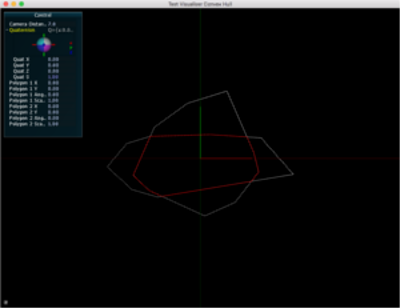 Test Visualiser Convex Hull
Control
Camera Distan.. 7.0
Quaternion
Quat X 0.00
Quat Y 0.00
Quat Z 0.00
Quat S 1.00
Polygon 1 X 0.00
Polygon 1 Y 0.00
Polygon 1 Ang.. 0.00
Polygon 1 Sca.. 1.00
Polygon 2 X 0.00
Polygon 2 Y 0.00
Polygon 2 Ang.. 0.00
Polygon 2 Sca.. 1.00